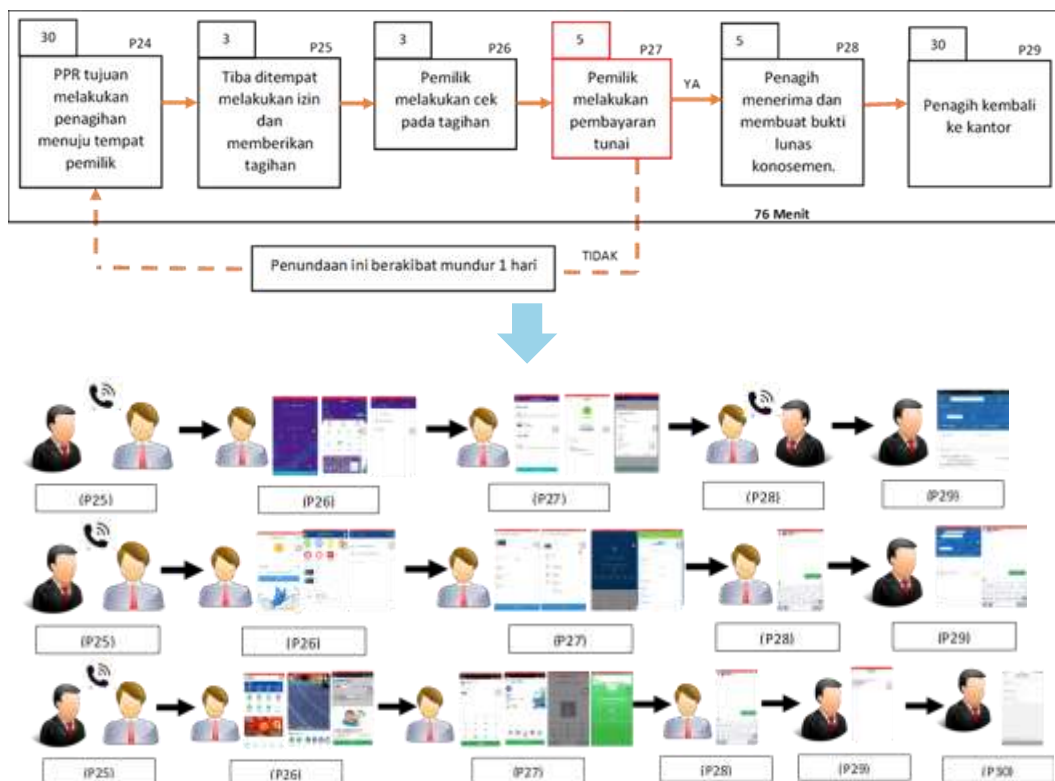 30
P24
PPR tujuan
melakukan
penagihan
menuju tempat
pemilik
3
P25
Tiba ditempat
melakukan izin
dan
memberikan
tagihan
3
P26
Pemilik
melakukan cek
pada tagihan
5
P27
Pemilik
melakukan
pembayaran
tunai
YA
5
P28
Penagih
menerima dan
membuat bukti
lunas
konosemen.
30
P29
Penagih kembali
ke kantor
76 Menit
Penundaan ini berakibat mundur 1 hari
TIDAK
(P25)
(P26)
(P27)
(P28)
(P29)
(P25)
(P26)
(P27)
(P28)
(P29)
(P25)
(P26)
(P27)
(P28)
(P29)
(P30)